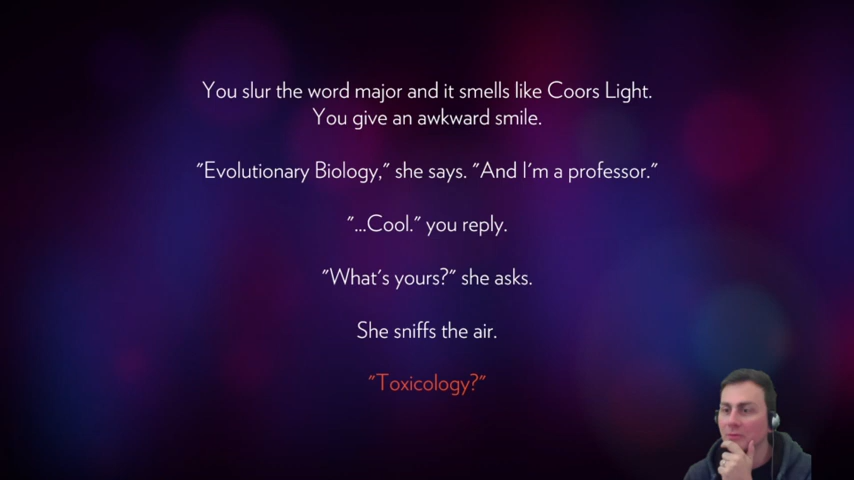 You slur the word major and it smells like Coors Light.
You give an awkward smile.
"Evolutionary Biology," she says. "And I'm a professor."
"...Cool." you reply.
"What's yours?" she asks.
She sniffs the air.
"Toxicology?"